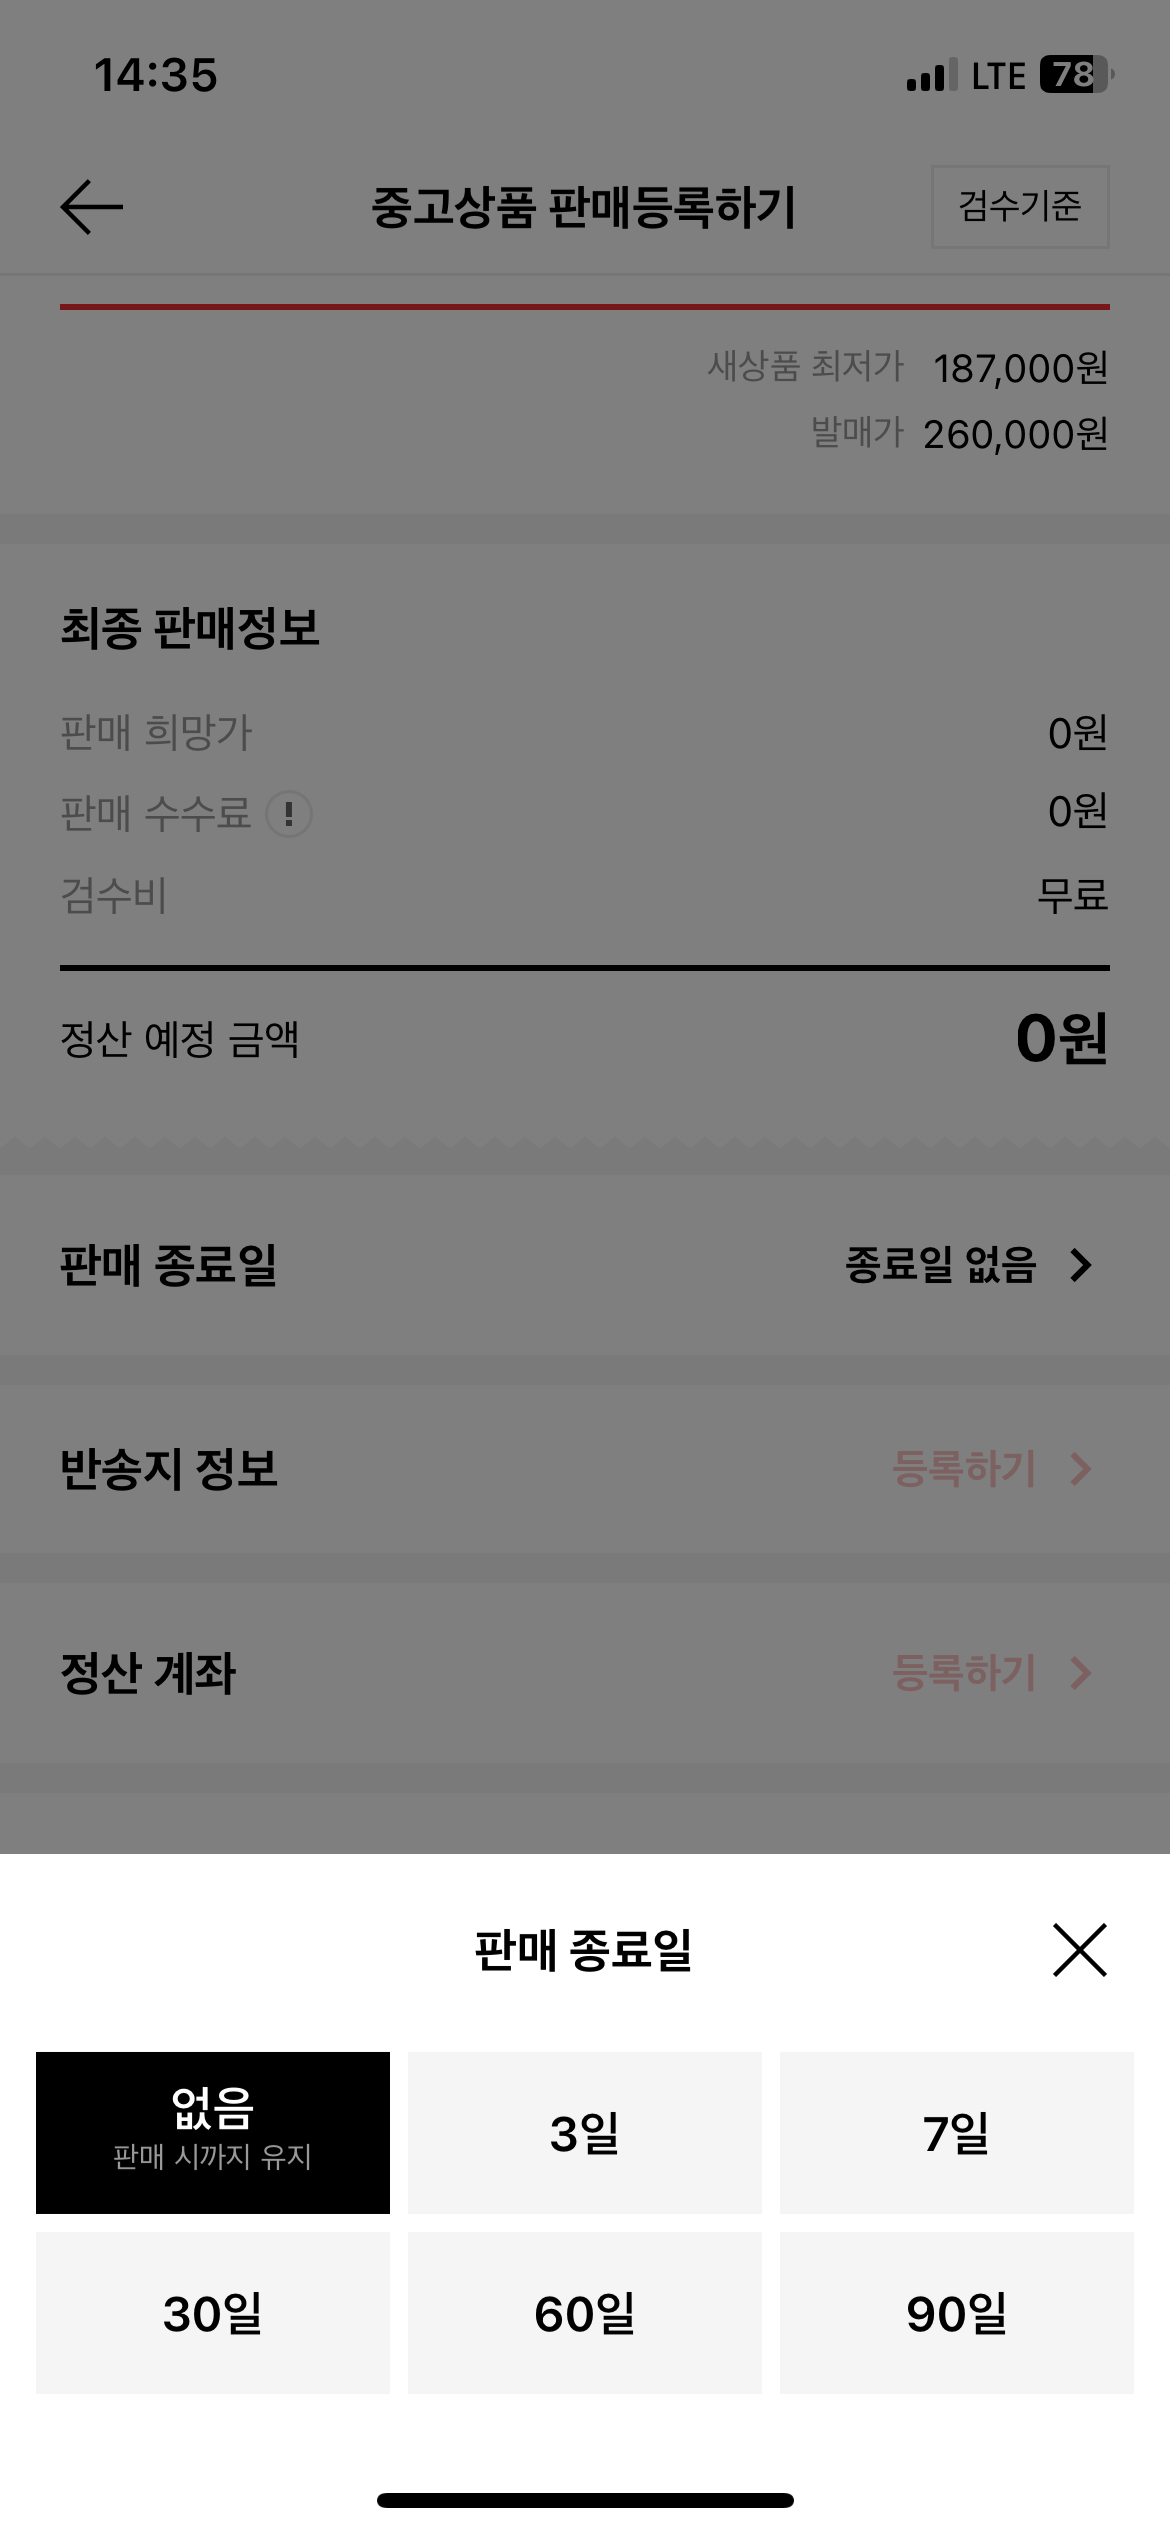 14:35 LTE 78
중고상품 판매등록하기 검수기준
새상품 최저가 187,000원
발매가 260,000원
최종 판매정보
판매 희망가 0원
판매 수수료 ! 0원
검수비 무료
정산 예정 금액 0원
판매 종료일 종료일 없음
반송지 정보 등록하기
정산 계좌 등록하기
판매 종료일
없음 3일 7일
판매 시까지 유지
30일 60일 90일